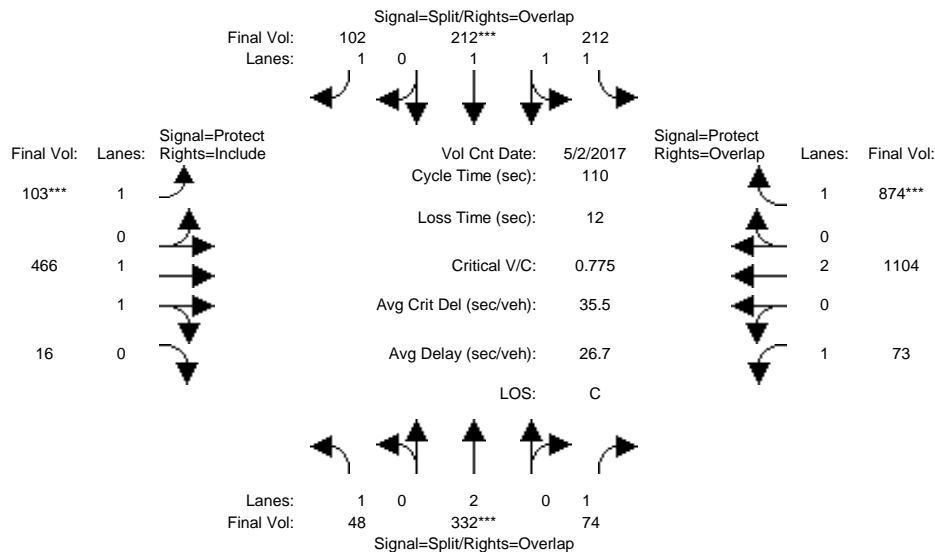 Signal=Split/Rights=Overlap
Final Vol: 102 212*** 212
Lanes: 1 0 1 1 1
Signal=Protect
Final Vol: Lanes: Rights=Include
Vol Cnt Date: 5/2/2017
Signal=Protect
Rights=Overlap Lanes: Final Vol:
Cycle Time (sec): 110
103*** 1
1 874***
Loss Time (sec): 12
0
0
466 1
Critical V/C: 0.775
2 1104
1
Avg Crit Del (sec/veh): 35.5
0
16 0
Avg Delay (sec/veh): 26.7
1 73
LOS: C
Lanes: 1 0 2 0 1
Final Vol: 48 332*** 74
Signal=Split/Rights=Overlap